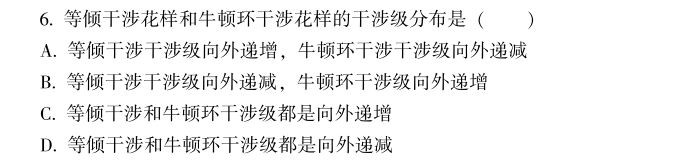 6. 等倾干涉花样和牛顿环干涉花样的干涉级分布是（　　）
A. 等倾干涉干涉级向外递增，牛顿环干涉干涉级向外递减
B. 等倾干涉干涉级向外递减，牛顿环干涉级向外递增
C. 等倾干涉和牛顿环干涉级都是向外递增
D. 等倾干涉和牛顿环干涉级都是向外递减